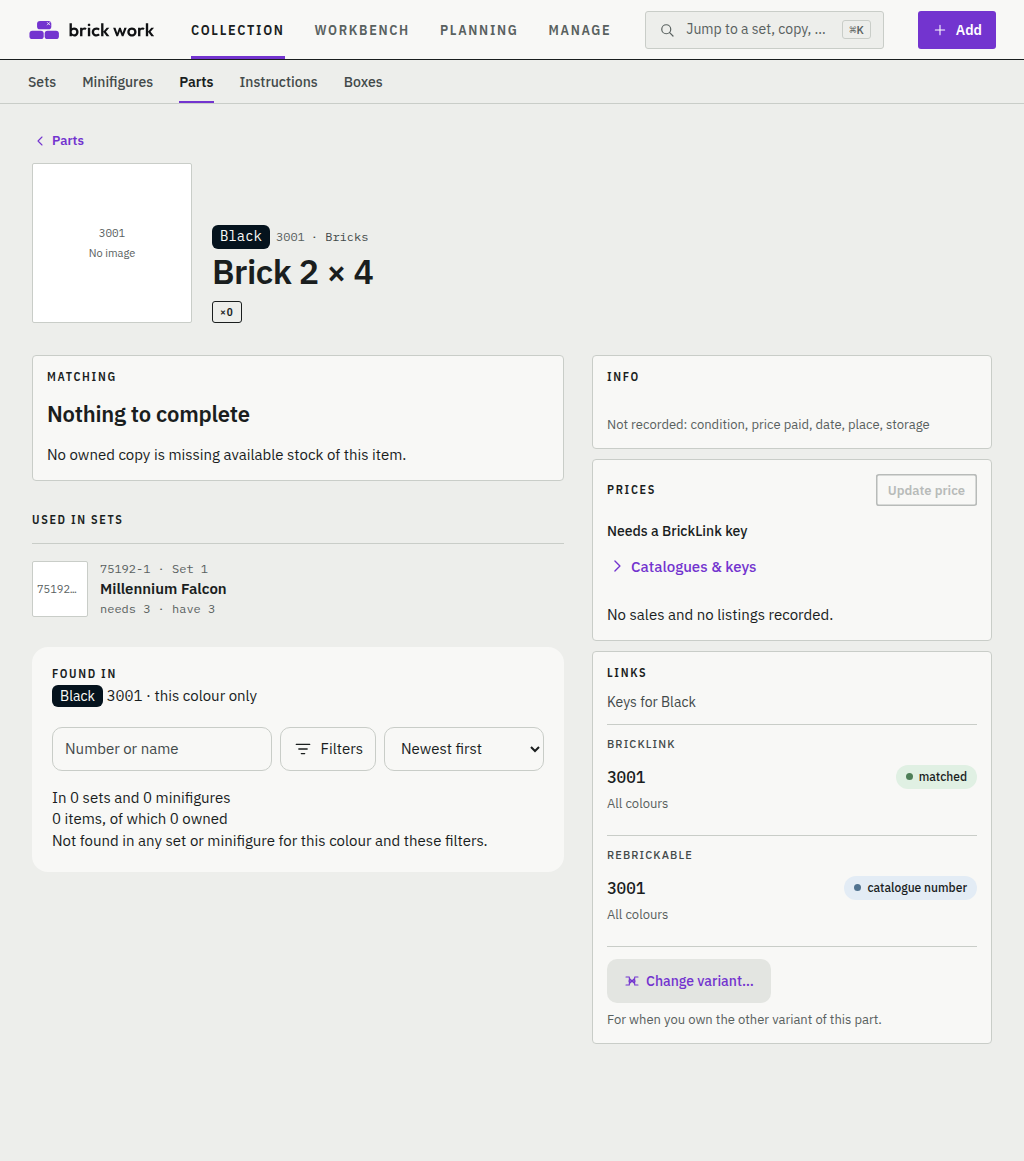 brick work
COLLECTION WORKBENCH PLANNING MANAGE
Jump to a set, copy, ... ⌘K
+ Add
Sets Minifigures Parts Instructions Boxes
Parts
3001
No image
Black 3001 · Bricks
Brick 2 × 4
×0
MATCHING
Nothing to complete
No owned copy is missing available stock of this item.
USED IN SETS
75192…
75192-1 · Set 1
Millennium Falcon
needs 3 · have 3
FOUND IN
Black 3001 · this colour only
Number or name
Filters
Newest first
In 0 sets and 0 minifigures
0 items, of which 0 owned
Not found in any set or minifigure for this colour and these filters.
INFO
Not recorded: condition, price paid, date, place, storage
PRICES
Update price
Needs a BrickLink key
Catalogues & keys
No sales and no listings recorded.
LINKS
Keys for Black
BRICKLINK
3001 matched
All colours
REBRICKABLE
3001 catalogue number
All colours
Change variant...
For when you own the other variant of this part.